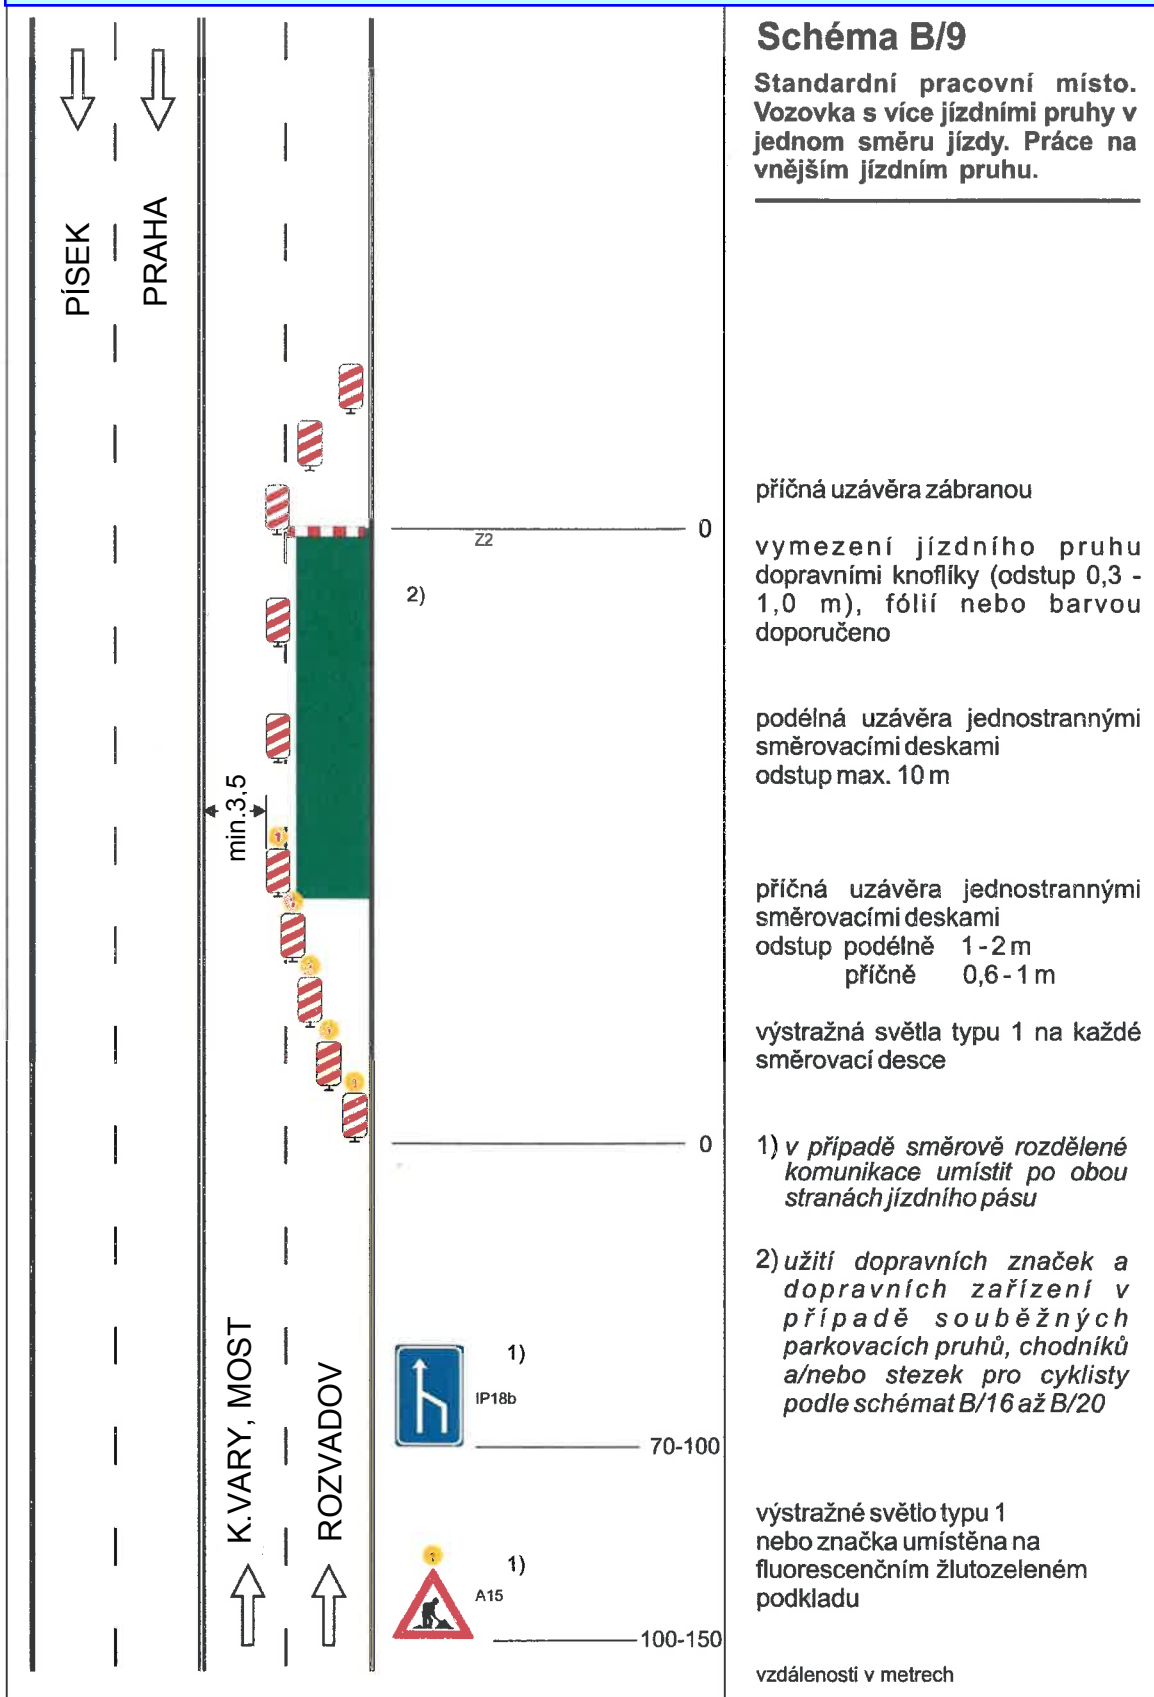 Schéma B/9
Standardní pracovní místo.
Vozovka s více jízdními pruhy v
jednom směru jízdy. Práce na
vnějším jízdním pruhu.
PÍSEK
PRAHA
příčná uzávěra zábranou
0
Z2
vymezení jízdního pruhu
dopravními knoflíky (odstup 0,3 -
1,0 m), fólií nebo barvou
doporučeno
2)
podélná uzávěra jednostrannými
směrovacími deskami
odstup max. 10 m
min.3,5
příčná uzávěra jednostrannými
směrovacími deskami
odstup podélně 1 - 2 m
příčně 0,6 - 1 m
výstražná světla typu 1 na každé
směrovací desce
0
1) v případě směrově rozdělené
komunikace umístit po obou
stranách jízdního pásu
2) užití dopravních značek a
dopravních zařízení v
případě souběžných
parkovacích pruhů, chodníků
a/nebo stezek pro cyklisty
podle schémat B/16 až B/20
K.VARY, MOST
ROZVADOV
1)
IP18b
70-100
výstražné světlo typu 1
nebo značka umístěna na
fluorescenčním žlutozeleném
podkladu
1)
A15
100-150
vzdálenosti v metrech